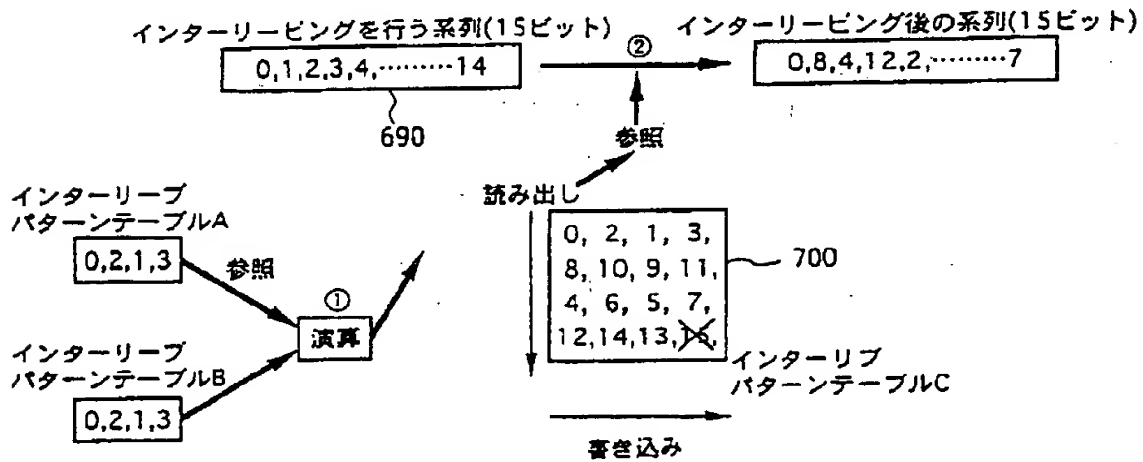 インターリービングを行う系列(15ビット)
0,1,2,3,4,………14
690
②
インターリービング後の系列(15ビット)
0,8,4,12,2,………7
参照
読み出し
インターリーブ
パターンテーブルA
0,2,1,3
参照
①
演算
インターリーブ
パターンテーブルB
0,2,1,3
0, 2, 1, 3,
8, 10, 9, 11,
4, 6, 5, 7,
12,14,13,15,
700
インターリブ
パターンテーブルC
書き込み